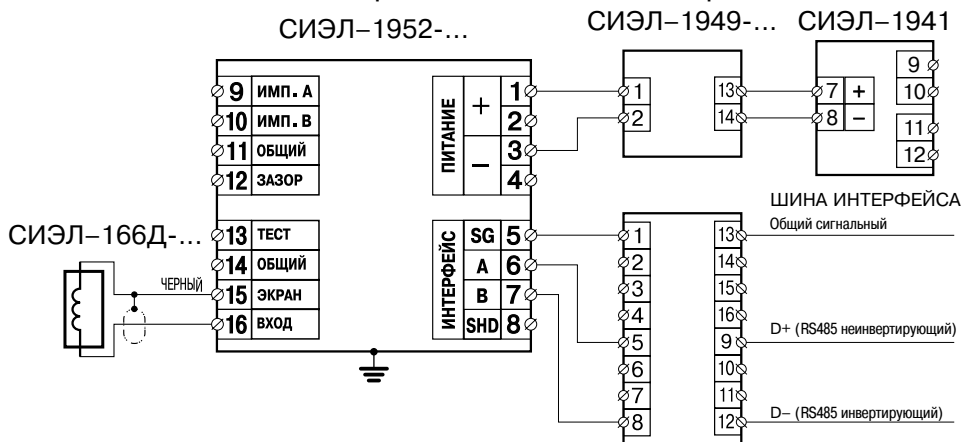 СИЭЛ–1952-...
СИЭЛ–1949-...
СИЭЛ–1941
9 ИМП. А
10 ИМП. В
11 ОБЩИЙ
12 ЗАЗОР
ПИТАНИЕ
+
–
1
2
3
4
1
2
13
14
7 +
8 –
9
10
11
12
СИЭЛ–166Д-...
ЧЕРНЫЙ
13 ТЕСТ
14 ОБЩИЙ
15 ЭКРАН
16 ВХОД
ИНТЕРФЕЙС
SG 5
A 6
B 7
SHD 8
1
2
3
4
5
6
7
8
13
14
15
16
9
10
11
12
ШИНА ИНТЕРФЕЙСА
Общий сигнальный
D+ (RS485 неинвертирующий)
D– (RS485 инвертирующий)